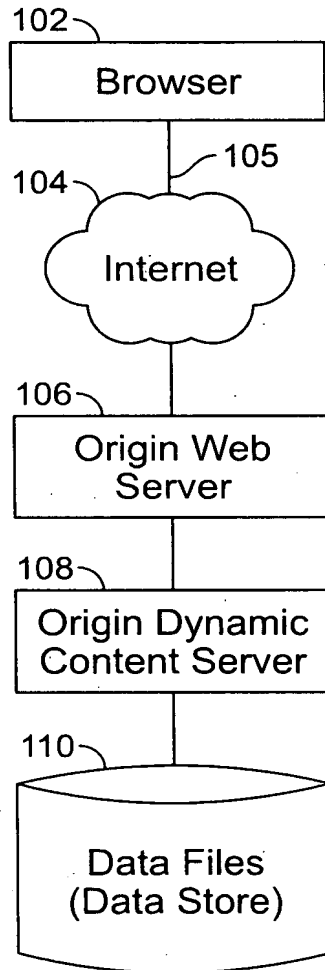 102
Browser
105
104
Internet
106
Origin Web
Server
108
Origin Dynamic
Content Server
110
Data Files
(Data Store)